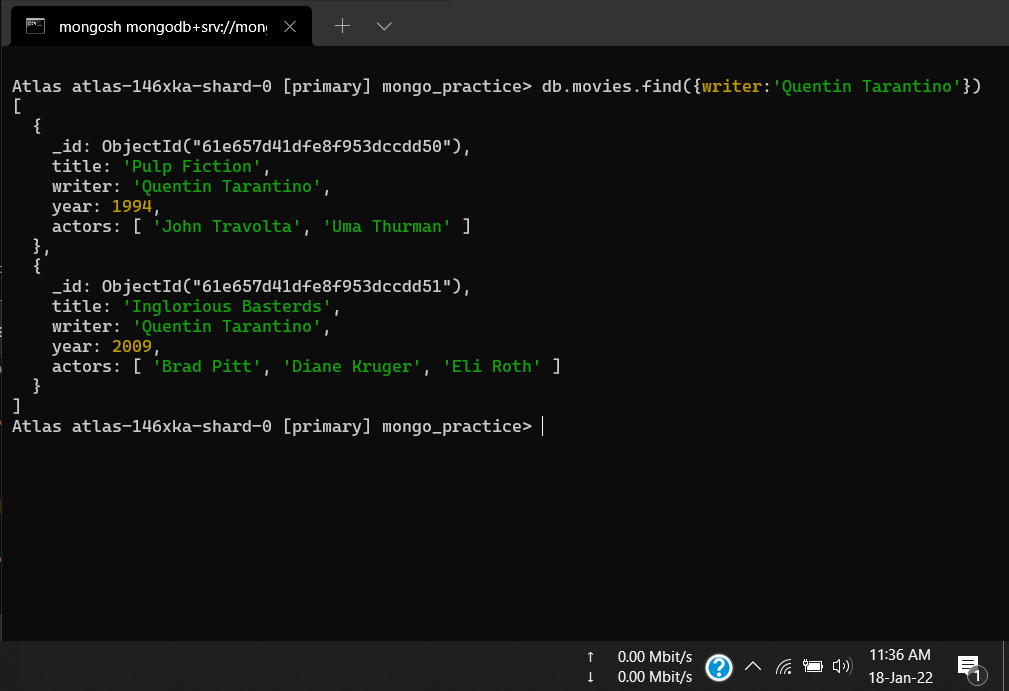 mongosh mongodb+srv://mon
Atlas atlas-146xka-shard-0 [primary] mongo_practice> db.movies.find({writer:'Quentin Tarantino'})
[
  {
    _id: ObjectId("61e657d41dfe8f953dccdd50"),
    title: 'Pulp Fiction',
    writer: 'Quentin Tarantino',
    year: 1994,
    actors: [ 'John Travolta', 'Uma Thurman' ]
  },
  {
    _id: ObjectId("61e657d41dfe8f953dccdd51"),
    title: 'Inglorious Basterds',
    writer: 'Quentin Tarantino',
    year: 2009,
    actors: [ 'Brad Pitt', 'Diane Kruger', 'Eli Roth' ]
  }
]
Atlas atlas-146xka-shard-0 [primary] mongo_practice>
↑ 0.00 Mbit/s
↓ 0.00 Mbit/s
11:36 AM
18-Jan-22
1